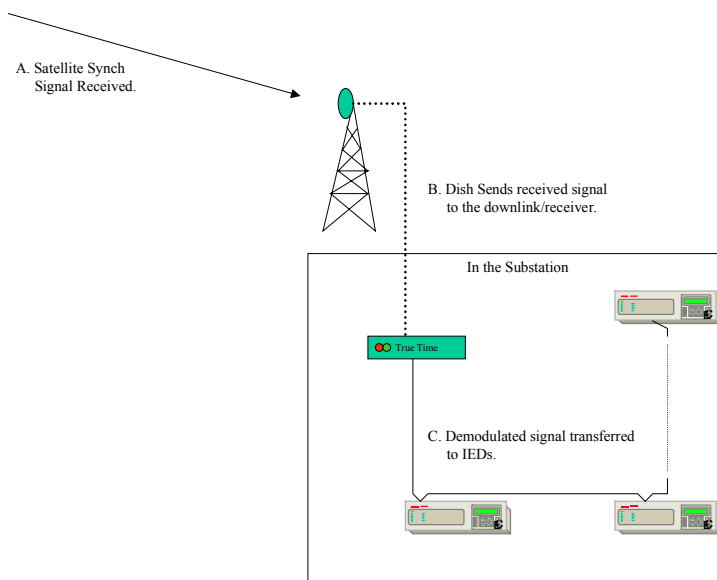 A. Satellite Synch
Signal Received.
B. Dish Sends received signal
to the downlink/receiver.
In the Substation
True Time
C. Demodulated signal transferred
to IEDs.